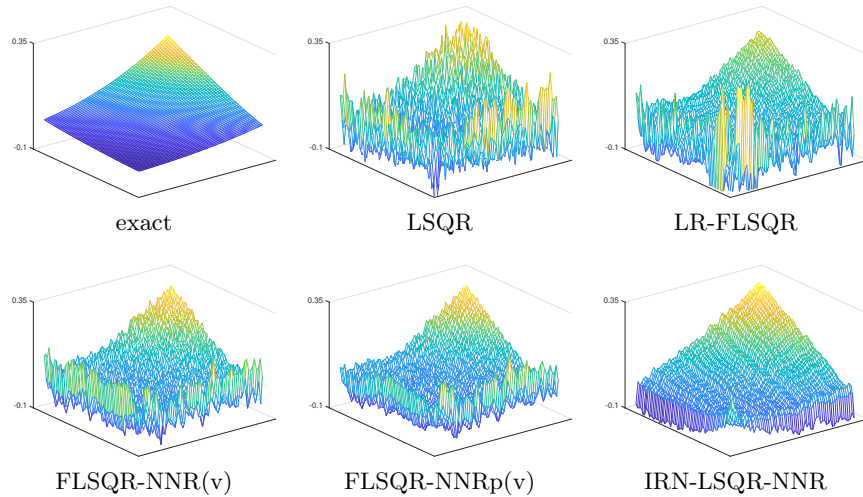 0.35
-0.1
exact
0.35
-0.1
LSQR
0.35
-0.1
LR-FLSQR
0.35
-0.1
FLSQR-NNR(v)
0.35
-0.1
FLSQR-NNRp(v)
0.35
-0.1
IRN-LSQR-NNR